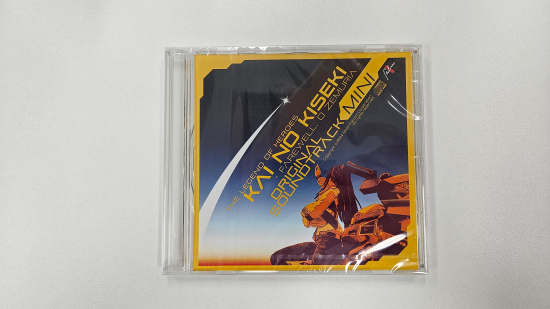 THE LEGEND OF HEROES
KAI NO KISEKI
FAREWELL, O ZEMURIA
ORIGINAL
SOUNDTRACK MINI